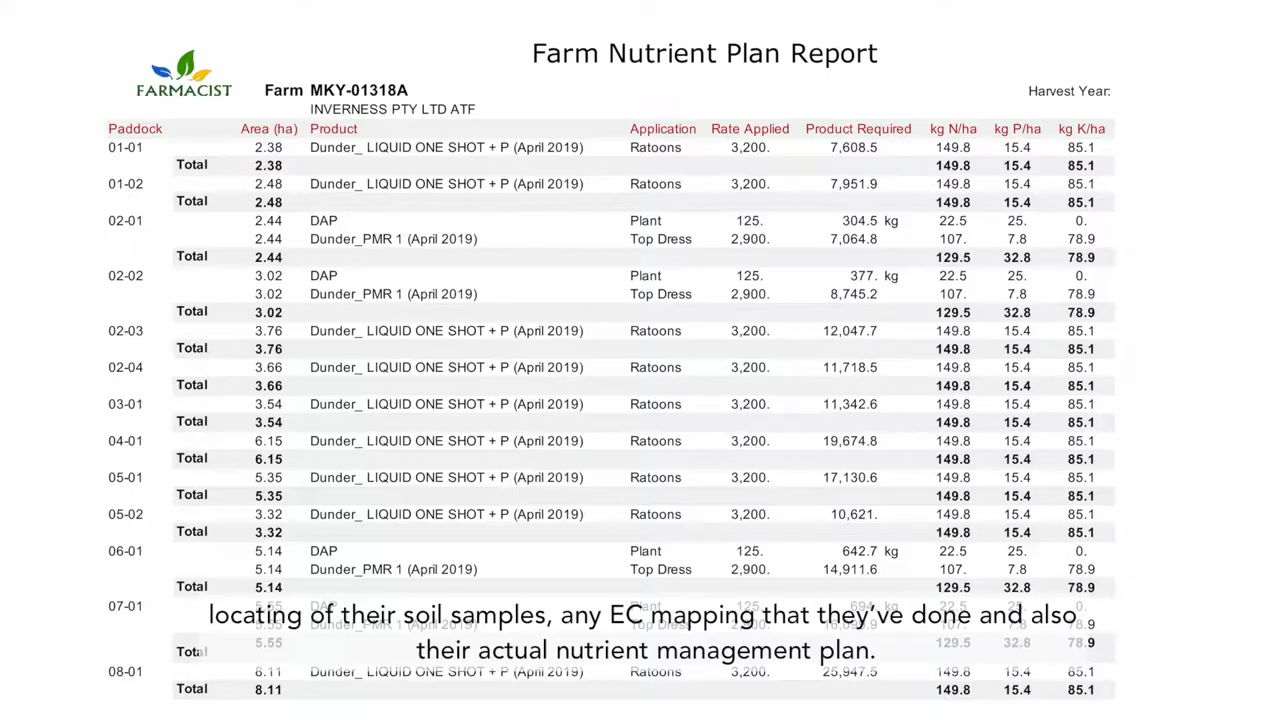 Farm Nutrient Plan Report
FARMACIST
Farm MKY-01318A
Harvest Year:
INVERNESS PTY LTD ATF
Paddock Area (ha) Product Application Rate Applied Product Required kg N/ha kg P/ha kg K/ha
01-01 2.38 Dunder_ LIQUID ONE SHOT + P (April 2019) Ratoons 3,200. 7,608.5 149.8 15.4 85.1
Total 2.38 149.8 15.4 85.1
01-02 2.48 Dunder_ LIQUID ONE SHOT + P (April 2019) Ratoons 3,200. 7,951.9 149.8 15.4 85.1
Total 2.48 149.8 15.4 85.1
02-01 2.44 DAP Plant 125. 304.5 kg 22.5 25. 0.
2.44 Dunder_PMR 1 (April 2019) Top Dress 2,900. 7,064.8 107. 7.8 78.9
Total 2.44 129.5 32.8 78.9
02-02 3.02 DAP Plant 125. 377. kg 22.5 25. 0.
3.02 Dunder_PMR 1 (April 2019) Top Dress 2,900. 8,745.2 107. 7.8 78.9
Total 3.02 129.5 32.8 78.9
02-03 3.76 Dunder_ LIQUID ONE SHOT + P (April 2019) Ratoons 3,200. 12,047.7 149.8 15.4 85.1
Total 3.76 149.8 15.4 85.1
02-04 3.66 Dunder_ LIQUID ONE SHOT + P (April 2019) Ratoons 3,200. 11,718.5 149.8 15.4 85.1
Total 3.66 149.8 15.4 85.1
03-01 3.54 Dunder_ LIQUID ONE SHOT + P (April 2019) Ratoons 3,200. 11,342.6 149.8 15.4 85.1
Total 3.54 149.8 15.4 85.1
04-01 6.15 Dunder_ LIQUID ONE SHOT + P (April 2019) Ratoons 3,200. 19,674.8 149.8 15.4 85.1
Total 6.15 149.8 15.4 85.1
05-01 5.35 Dunder_ LIQUID ONE SHOT + P (April 2019) Ratoons 3,200. 17,130.6 149.8 15.4 85.1
Total 5.35 149.8 15.4 85.1
05-02 3.32 Dunder_ LIQUID ONE SHOT + P (April 2019) Ratoons 3,200. 10,621. 149.8 15.4 85.1
Total 3.32 149.8 15.4 85.1
06-01 5.14 DAP Plant 125. 642.7 kg 22.5 25. 0.
5.14 Dunder_PMR 1 (April 2019) Top Dress 2,900. 14,911.6 107. 7.8 78.9
Total 5.14 129.5 32.8 78.9
07-01 5.55 DAP Plant 125. kg 22.5 25. 0.
locating of their soil samples, any EC mapping that they've done and also
Total 5.55 129.5 32.8 78.9
their actual nutrient management plan.
08-01 8.11 Dunder_ LIQUID ONE SHOT + P (April 2019) Ratoons 3,200. 25,947.5 149.8 15.4 85.1
Total 8.11 149.8 15.4 85.1